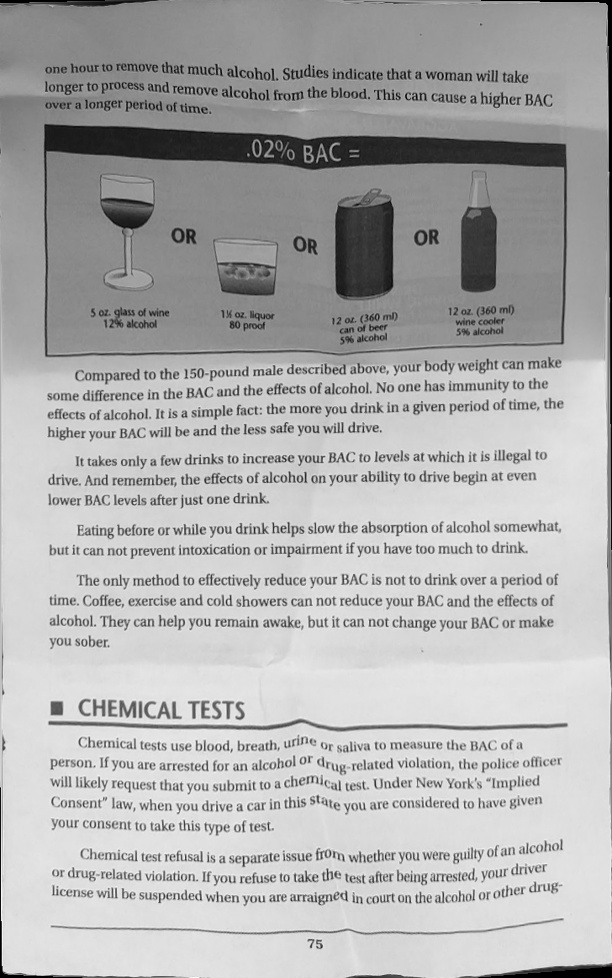 one hour to remove that much alcohol. Studies indicate that a woman will take
longer to process and remove alcohol from the blood. This can cause a higher BAC
over a longer period of time.
.02% BAC =
OR
OR
OR
5 oz. glass of wine
12% alcohol
1½ oz. liquor
80 proof
12 oz. (360 ml)
can of beer
5% alcohol
12 oz. (360 ml)
wine cooler
5% alcohol
Compared to the 150-pound male described above, your body weight can make
some difference in the BAC and the effects of alcohol. No one has immunity to the
effects of alcohol. It is a simple fact: the more you drink in a given period of time, the
higher your BAC will be and the less safe you will drive.
It takes only a few drinks to increase your BAC to levels at which it is illegal to
drive. And remember, the effects of alcohol on your ability to drive begin at even
lower BAC levels after just one drink.
Eating before or while you drink helps slow the absorption of alcohol somewhat,
but it can not prevent intoxication or impairment if you have too much to drink.
The only method to effectively reduce your BAC is not to drink over a period of
time. Coffee, exercise and cold showers can not reduce your BAC and the effects of
alcohol. They can help you remain awake, but it can not change your BAC or make
you sober.
■ CHEMICAL TESTS
Chemical tests use blood, breath, urine or saliva to measure the BAC of a
person. If you are arrested for an alcohol or drug-related violation, the police officer
will likely request that you submit to a chemical test. Under New York's "Implied
Consent" law, when you drive a car in this state you are considered to have given
your consent to take this type of test.
Chemical test refusal is a separate issue from whether you were guilty of an alcohol
or drug-related violation. If you refuse to take the test after being arrested, your driver
license will be suspended when you are arraigned in court on the alcohol or other drug-
75